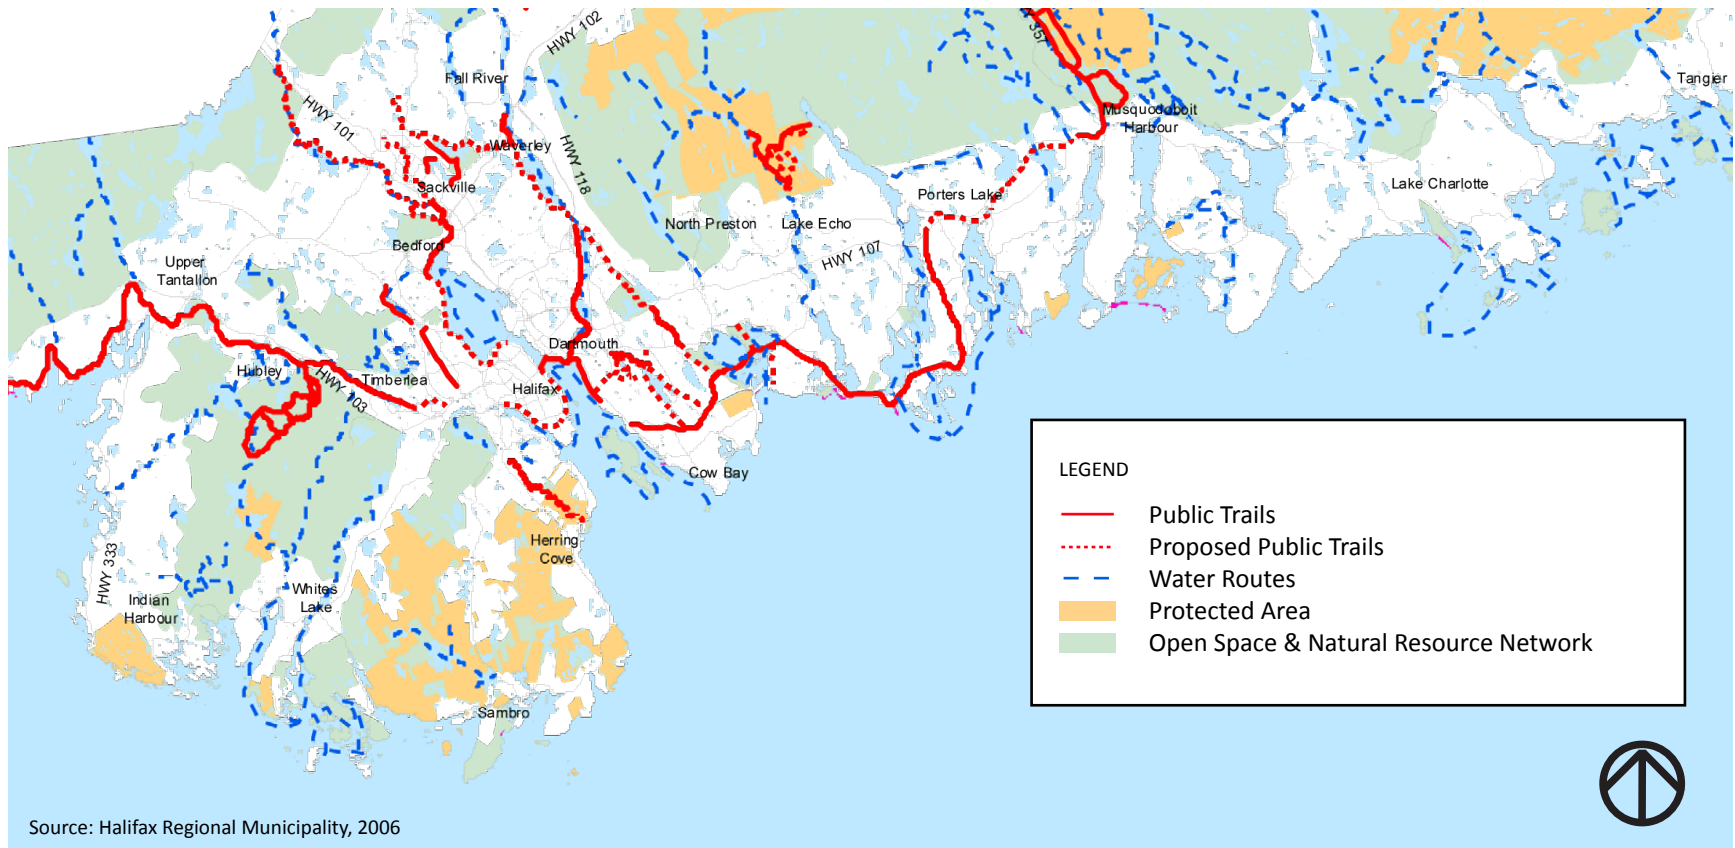 HWY 102
357
Fall River
Tangier
HWY 101
Musquodoboit
Harbour
Waverley
HWY 118
Sackville
Lake Charlotte
Porters Lake
North Preston
Lake Echo
Bedford
HWY 107
Upper
Tantallon
Dartmouth
Hubley
HWY 103
Timberlea
Halifax
Cow Bay
Herring
Cove
HWY 333
Whites
Lake
Indian
Harbour
Sambro
LEGEND
Public Trails
Proposed Public Trails
Water Routes
Protected Area
Open Space & Natural Resource Network
Source: Halifax Regional Municipality, 2006